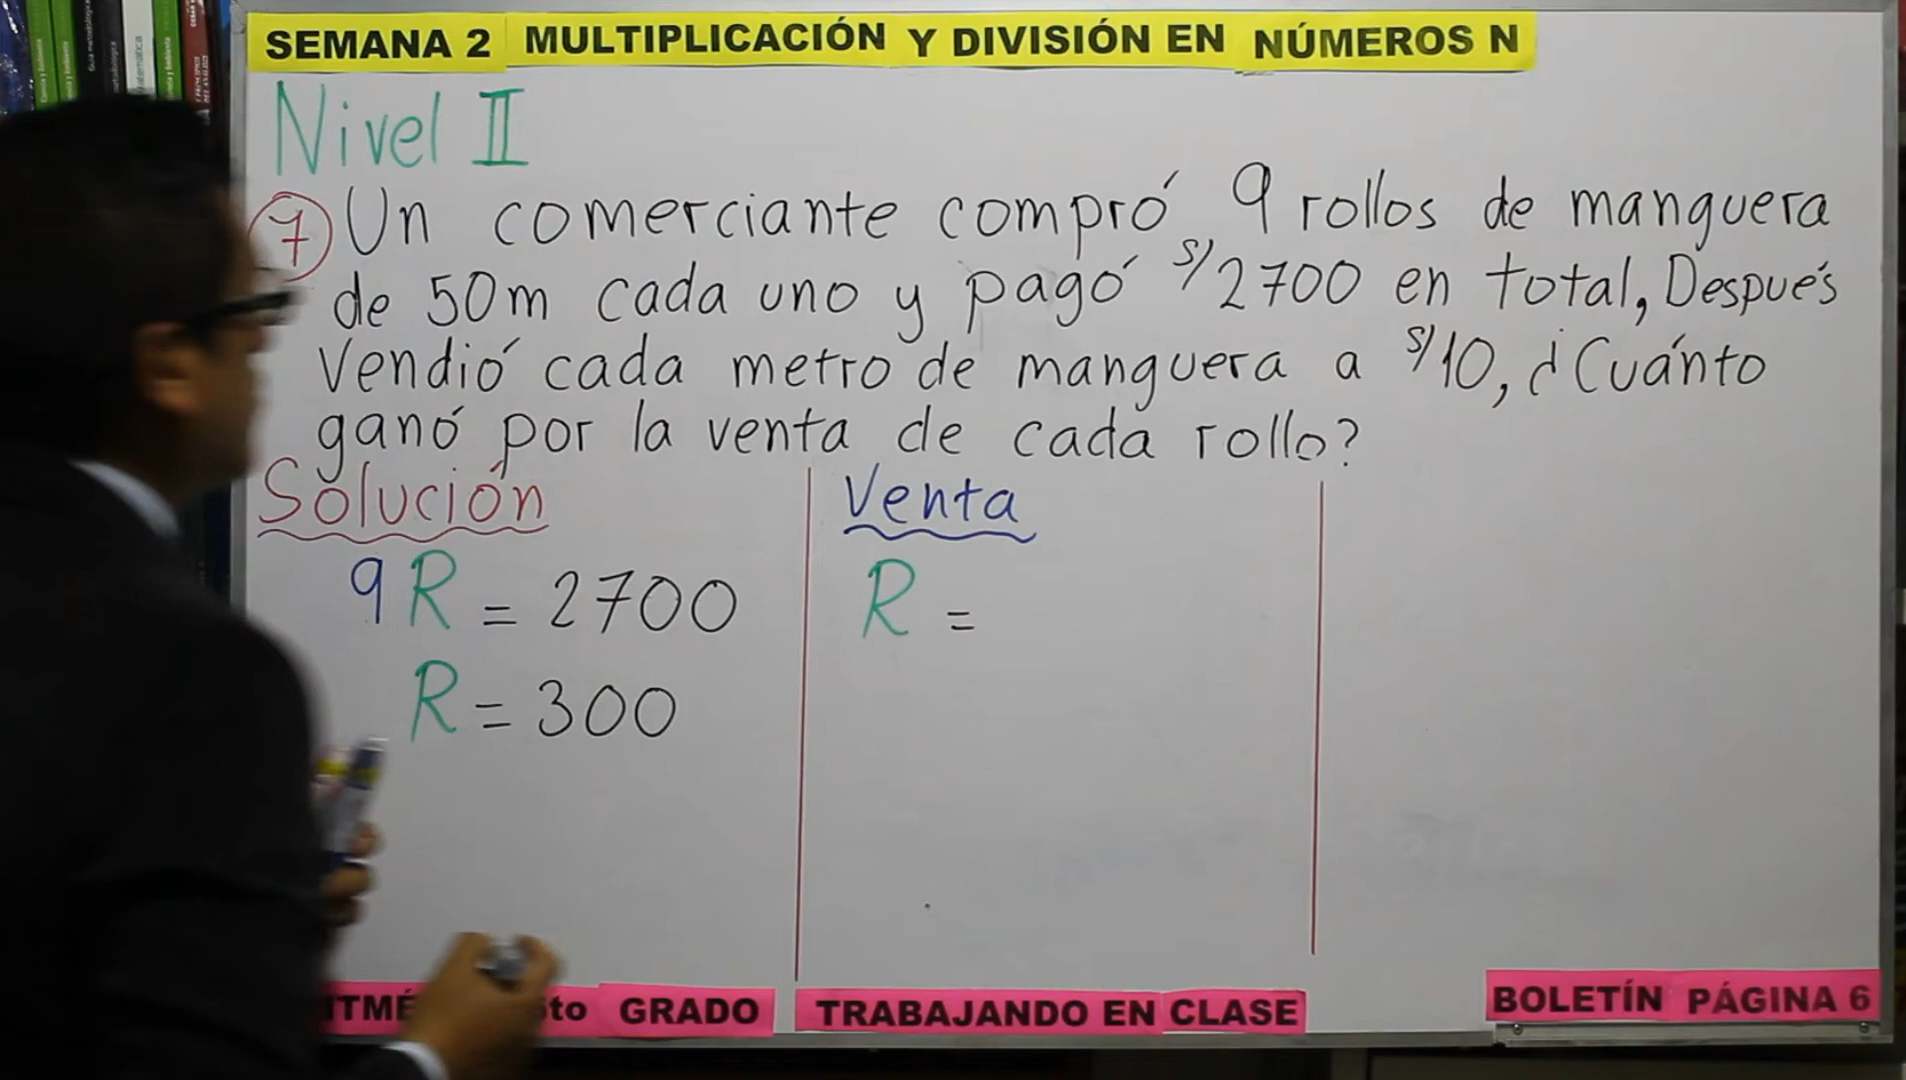 SEMANA 2 MULTIPLICACIÓN Y DIVISIÓN EN NÚMEROS N
Nivel II
7 Un comerciante compró 9 rollos de manguera
de 50m cada uno y pagó S/2700 en total, Después
Vendió cada metro de manguera a S/10, ¿Cuánto
ganó por la venta de cada rollo?
Solución
9R = 2700
R = 300
Venta
R =
GRADO
TRABAJANDO EN CLASE
BOLETÍN PÁGINA 6